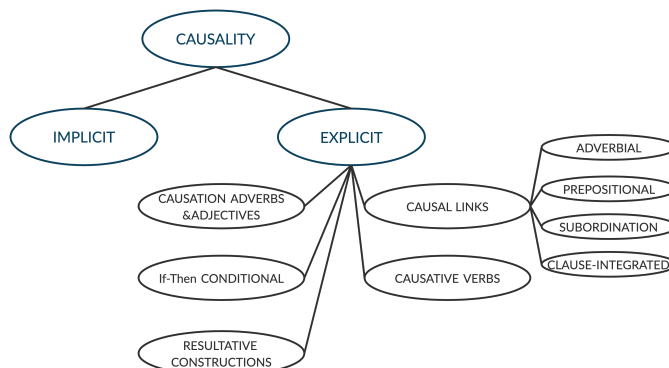 CAUSALITY
IMPLICIT
EXPLICIT
ADVERBIAL
PREPOSITIONAL
CAUSATION ADVERBS
&ADJECTIVES
CAUSAL LINKS
SUBORDINATION
CLAUSE-INTEGRATED
If-Then CONDITIONAL
CAUSATIVE VERBS
RESULTATIVE
CONSTRUCTIONS